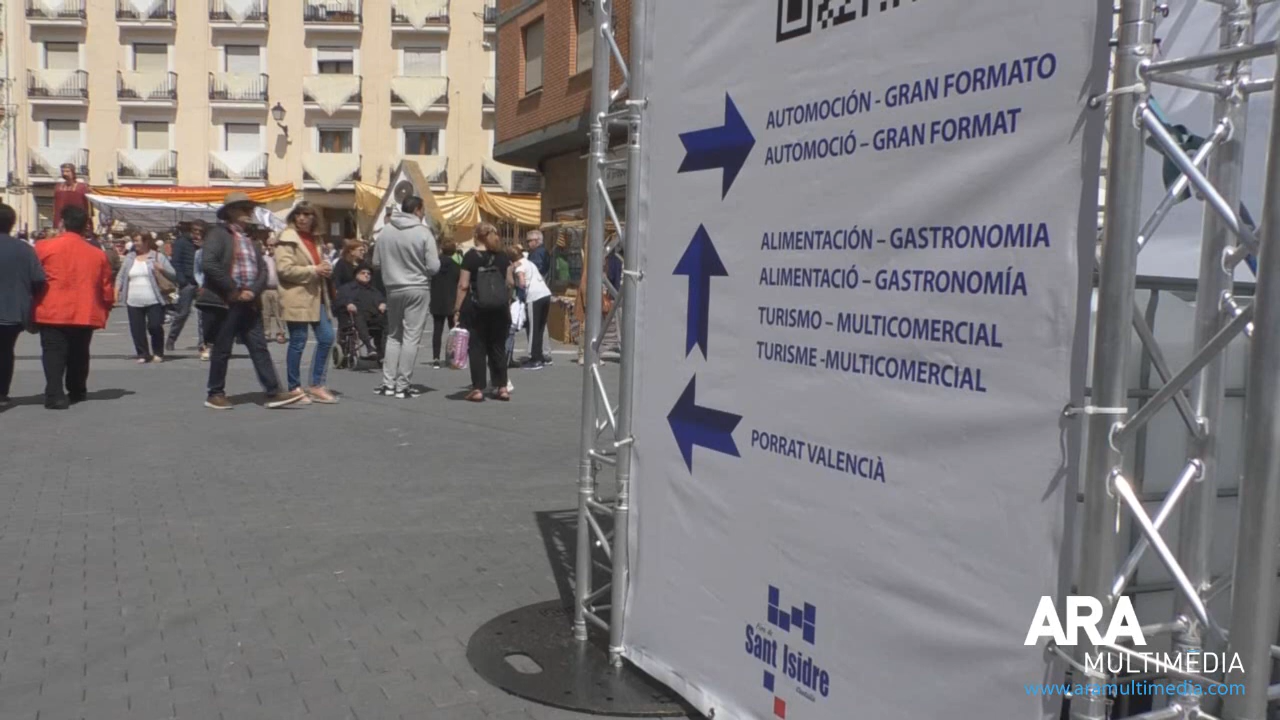 AUTOMOCIÓN - GRAN FORMATO
AUTOMOCIÓ - GRAN FORMAT
ALIMENTACIÓN – GASTRONOMIA
ALIMENTACIÓ – GASTRONOMÍA
TURISMO – MULTICOMERCIAL
TURISME -MULTICOMERCIAL
PORRAT VALENCIÀ
Sant Isidre
ARA
MULTIMÈDIA
www.aramultimedia.com